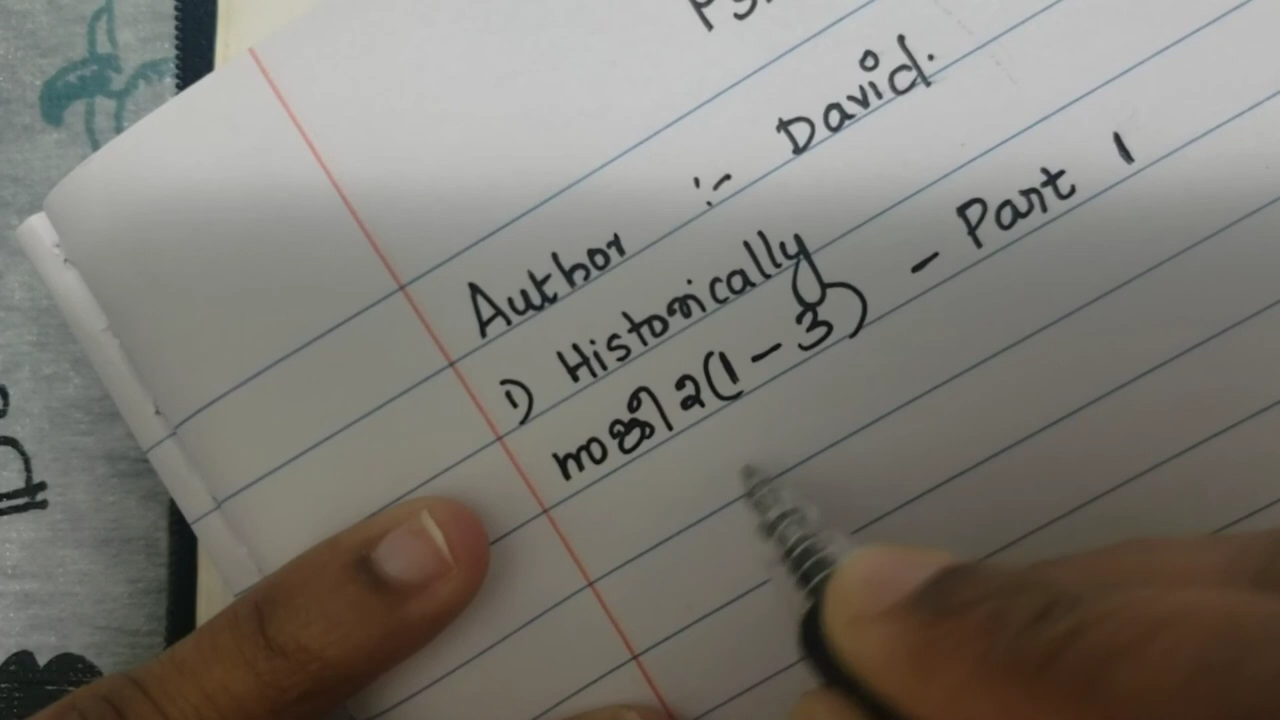 Author :- David.
1) Historically
സങ്കീ 2(1-3) - Part 1